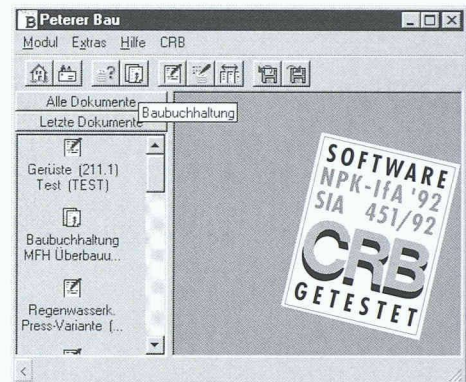 Peterer Bau
Modul Extras Hilfe CRB
Alle Dokumente
Baubuchhaltung
Letzte Dokumente
Gerüste (211.1)
Test (TEST)
Baubuchhaltung
MFH Überbauu...
Regenwasserk.
Press-Variante (...
SOFTWARE
NPK-IfA '92
SIA 451/92
CRB
GETESTET